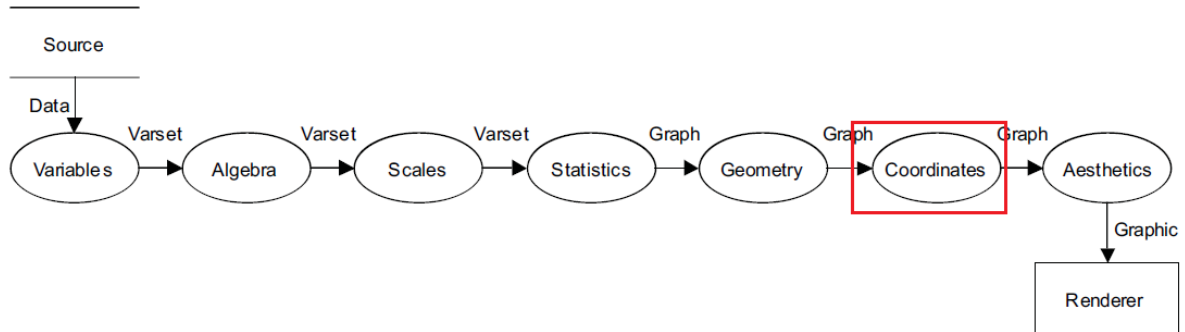 Source
Data
Varset Varset Varset Graph Graph Graph
Variables Algebra Scales Statistics Geometry Coordinates Aesthetics
Graphic
Renderer